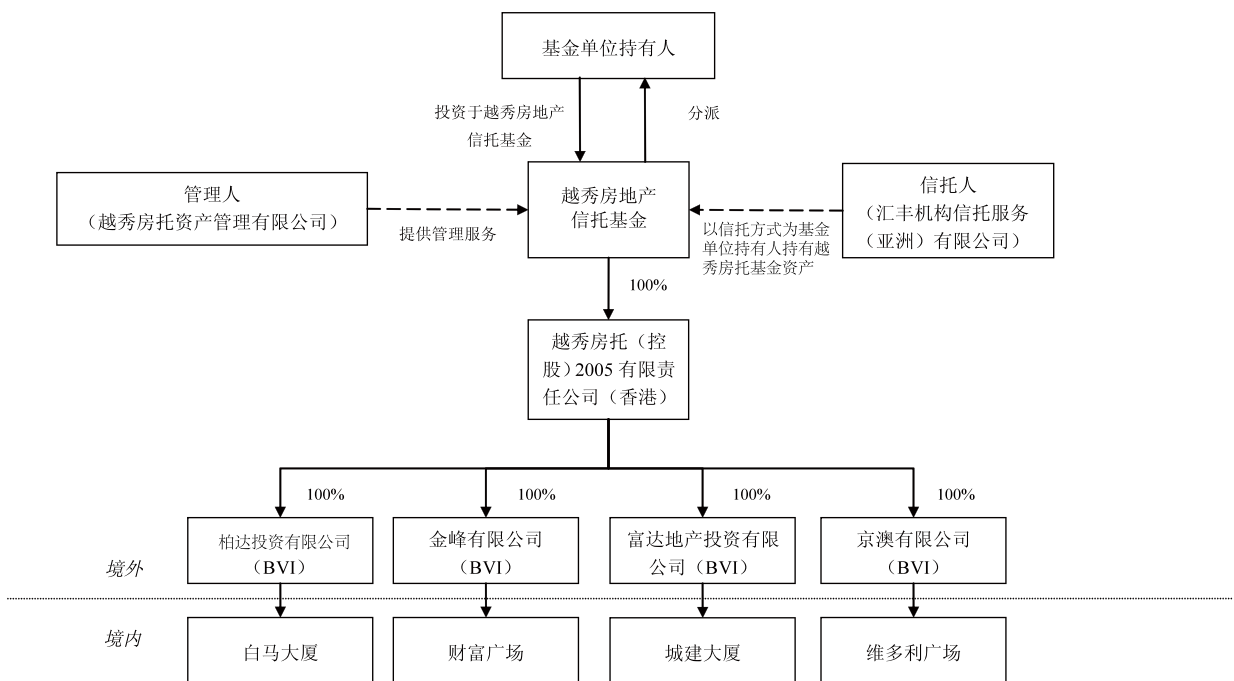 基金单位持有人
投资于越秀房地产
信托基金
分派
管理人
（越秀房托资产管理有限公司）
提供管理服务
越秀房地产
信托基金
信托人
（汇丰机构信托服务
（亚洲）有限公司）
以信托方式为基金
单位持有人持有越
秀房托基金资产
100%
越秀房托（控
股）2005 有限责
任公司（香港）
100%
100%
100%
100%
柏达投资有限公司
（BVI）
金峰有限公司
（BVI）
富达地产投资有限
公司（BVI）
京澳有限公司
（BVI）
境外
境内
白马大厦
财富广场
城建大厦
维多利广场